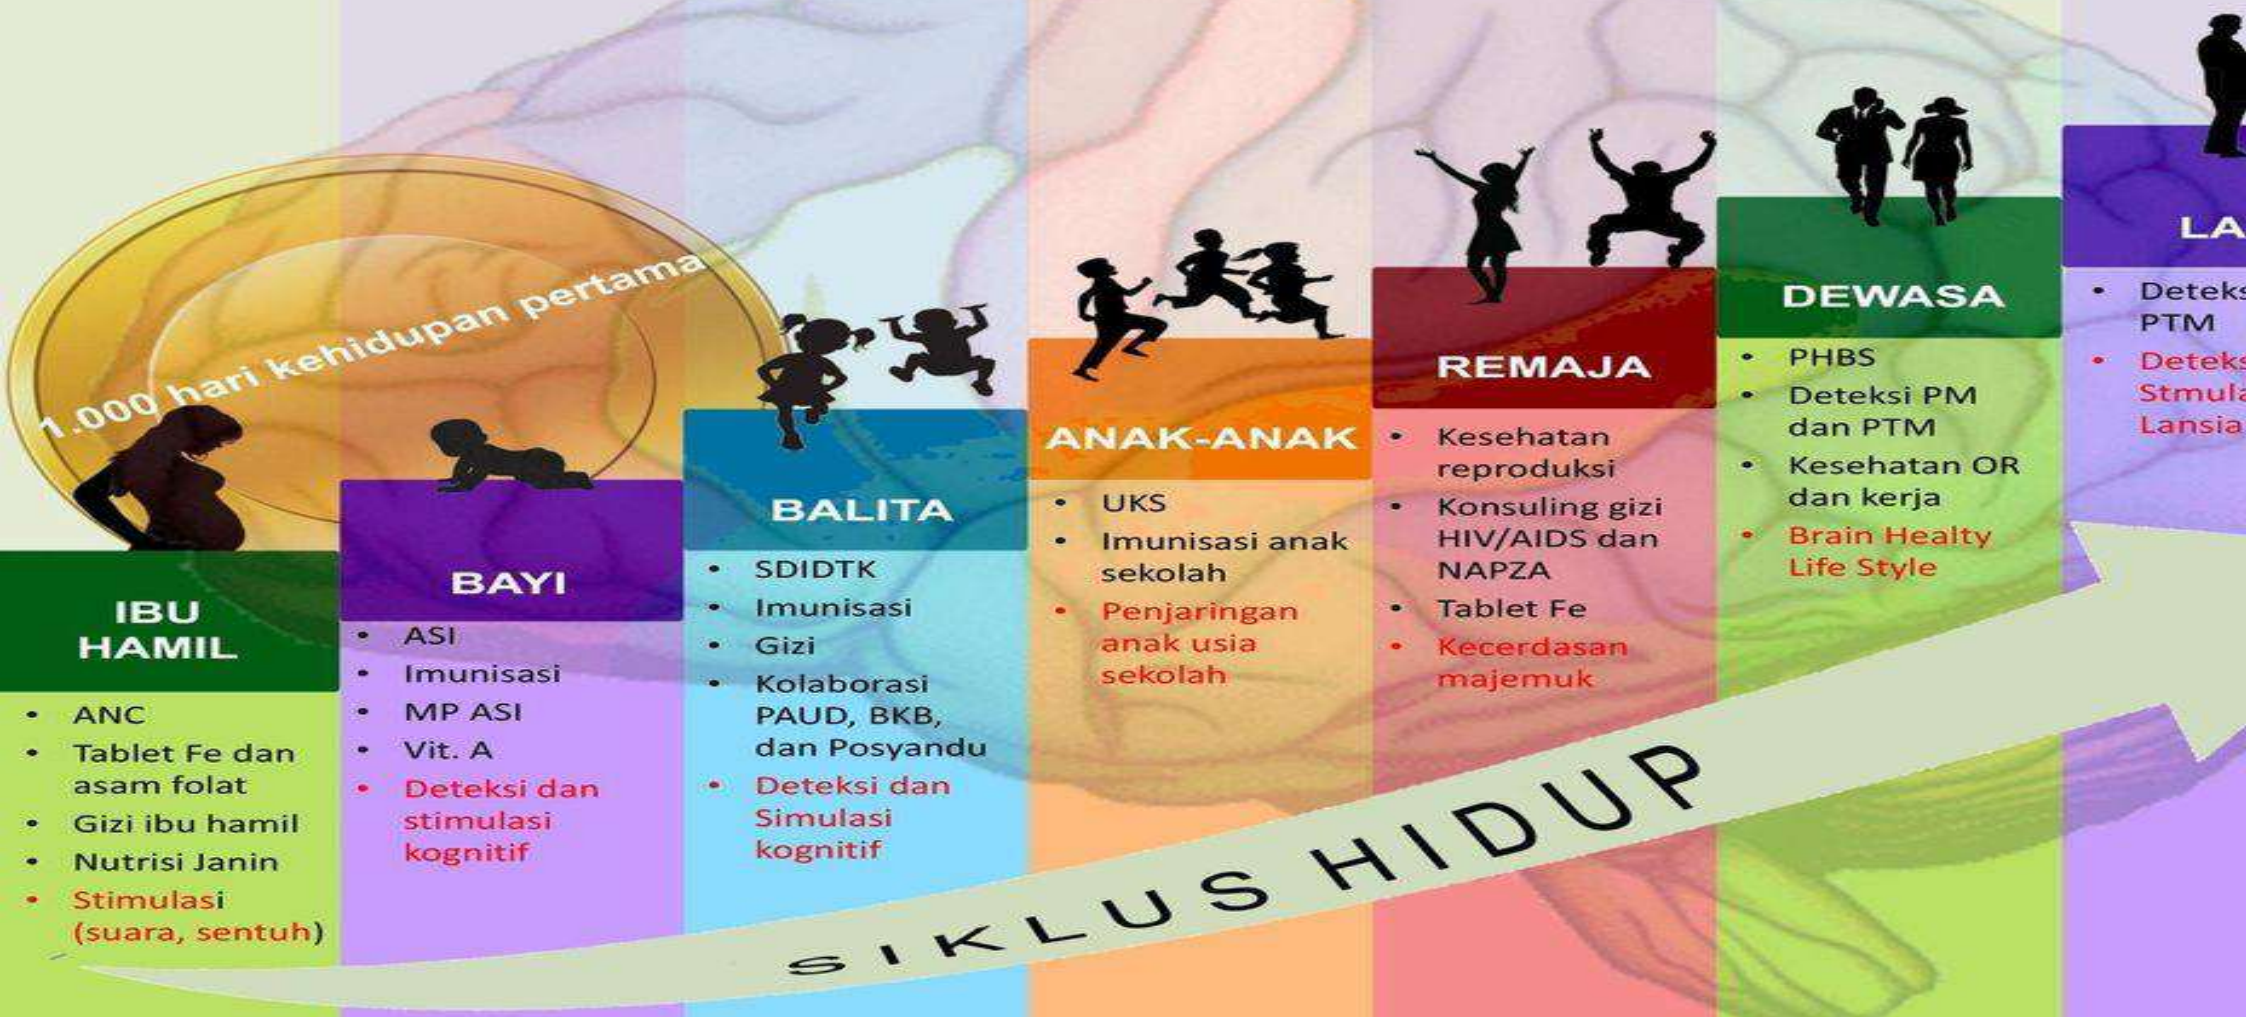 1.000 hari kehidupan pertama
IBU
HAMIL
• ANC
• Tablet Fe dan
asam folat
• Gizi ibu hamil
• Nutrisi Janin
• Stimulasi
(suara, sentuh)
BAYI
• ASI
• Imunisasi
• MP ASI
• Vit. A
• Deteksi dan
stimulasi
kognitif
BALITA
• SDIDTK
• Imunisasi
• Gizi
• Kolaborasi
PAUD, BKB,
dan Posyandu
• Deteksi dan
Simulasi
kognitif
ANAK-ANAK
• UKS
• Imunisasi anak
sekolah
• Penjaringan
anak usia
sekolah
REMAJA
• Kesehatan
reproduksi
• Konsuling gizi
HIV/AIDS dan
NAPZA
• Tablet Fe
• Kecerdasan
majemuk
DEWASA
• PHBS
• Deteksi PM
dan PTM
• Kesehatan OR
dan kerja
• Brain Healty
Life Style
LA
• Deteks
PTM
• Deteks
Stmula
Lansia
SIKLUS HIDUP